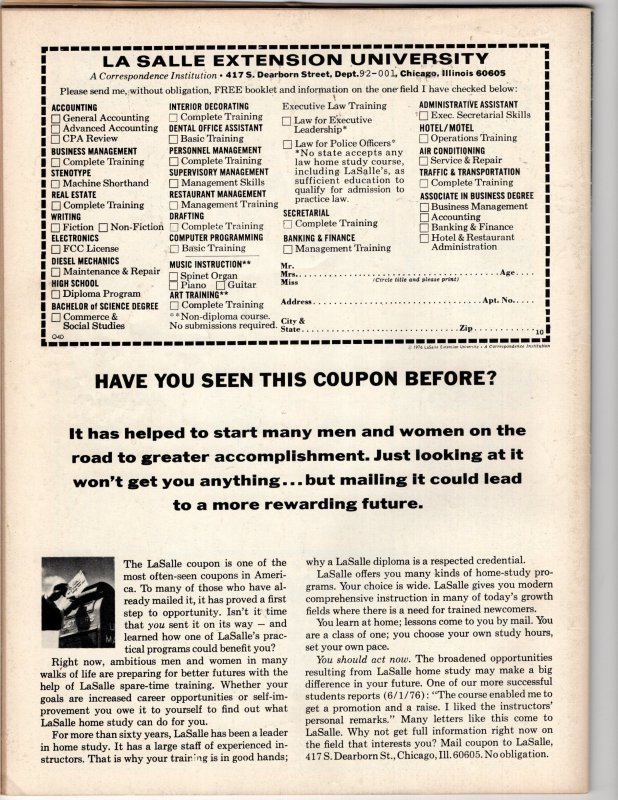 LA SALLE EXTENSION UNIVERSITY
A Correspondence Institution • 417 S. Dearborn Street, Dept. 92-001, Chicago, Illinois 60605
Please send me, without obligation, FREE booklet and information on the one field I have checked below:
ACCOUNTING
General Accounting
Advanced Accounting
CPA Review
BUSINESS MANAGEMENT
Complete Training
STENOTYPE
Machine Shorthand
REAL ESTATE
Complete Training
WRITING
Fiction Non-Fiction
ELECTRONICS
FCC License
DIESEL MECHANICS
Maintenance & Repair
HIGH SCHOOL
Diploma Program
BACHELOR of SCIENCE DEGREE
Commerce &
Social Studies
04D
INTERIOR DECORATING
Complete Training
DENTAL OFFICE ASSISTANT
Basic Training
PERSONNEL MANAGEMENT
Complete Training
SUPERVISORY MANAGEMENT
Management Skills
RESTAURANT MANAGEMENT
Management Training
DRAFTING
Complete Training
COMPUTER PROGRAMMING
Basic Training
MUSIC INSTRUCTION**
Spinet Organ
Piano Guitar
ART TRAINING**
Complete Training
**Non-diploma course.
No submissions required.
Executive Law Training
Law for Executive
Leadership*
Law for Police Officers*
*No state accepts any
law home study course,
including LaSalle's, as
sufficient education to
qualify for admission to
practice law.
SECRETARIAL
Complete Training
BANKING & FINANCE
Management Training
ADMINISTRATIVE ASSISTANT
Exec. Secretarial Skills
HOTEL/MOTEL
Operations Training
AIR CONDITIONING
Service & Repair
TRAFFIC & TRANSPORTATION
Complete Training
ASSOCIATE IN BUSINESS DEGREE
Business Management
Accounting
Banking & Finance
Hotel & Restaurant
Administration
Mr.
Mrs. Age
Miss (Circle title and please print)
Address Apt. No.
City &
State Zip 10
© 1976 LaSalle Extension University • A Correspondence Institution
HAVE YOU SEEN THIS COUPON BEFORE?
It has helped to start many men and women on the
road to greater accomplishment. Just looking at it
won't get you anything...but mailing it could lead
to a more rewarding future.
The LaSalle coupon is one of the
most often-seen coupons in Ameri-
ca. To many of those who have al-
ready mailed it, it has proved a first
step to opportunity. Isn't it time
that you sent it on its way — and
learned how one of LaSalle's prac-
tical programs could benefit you?
Right now, ambitious men and women in many
walks of life are preparing for better futures with the
help of LaSalle spare-time training. Whether your
goals are increased career opportunities or self-im-
provement you owe it to yourself to find out what
LaSalle home study can do for you.
For more than sixty years, LaSalle has been a leader
in home study. It has a large staff of experienced in-
structors. That is why your training is in good hands;
why a LaSalle diploma is a respected credential.
LaSalle offers you many kinds of home-study pro-
grams. Your choice is wide. LaSalle gives you modern
comprehensive instruction in many of today's growth
fields where there is a need for trained newcomers.
You learn at home; lessons come to you by mail. You
are a class of one; you choose your own study hours,
set your own pace.
You should act now. The broadened opportunities
resulting from LaSalle home study may make a big
difference in your future. One of our more successful
students reports (6/1/76): "The course enabled me to
get a promotion and a raise. I liked the instructors'
personal remarks." Many letters like this come to
LaSalle. Why not get full information right now on
the field that interests you? Mail coupon to LaSalle,
417 S. Dearborn St., Chicago, Ill. 60605. No obligation.